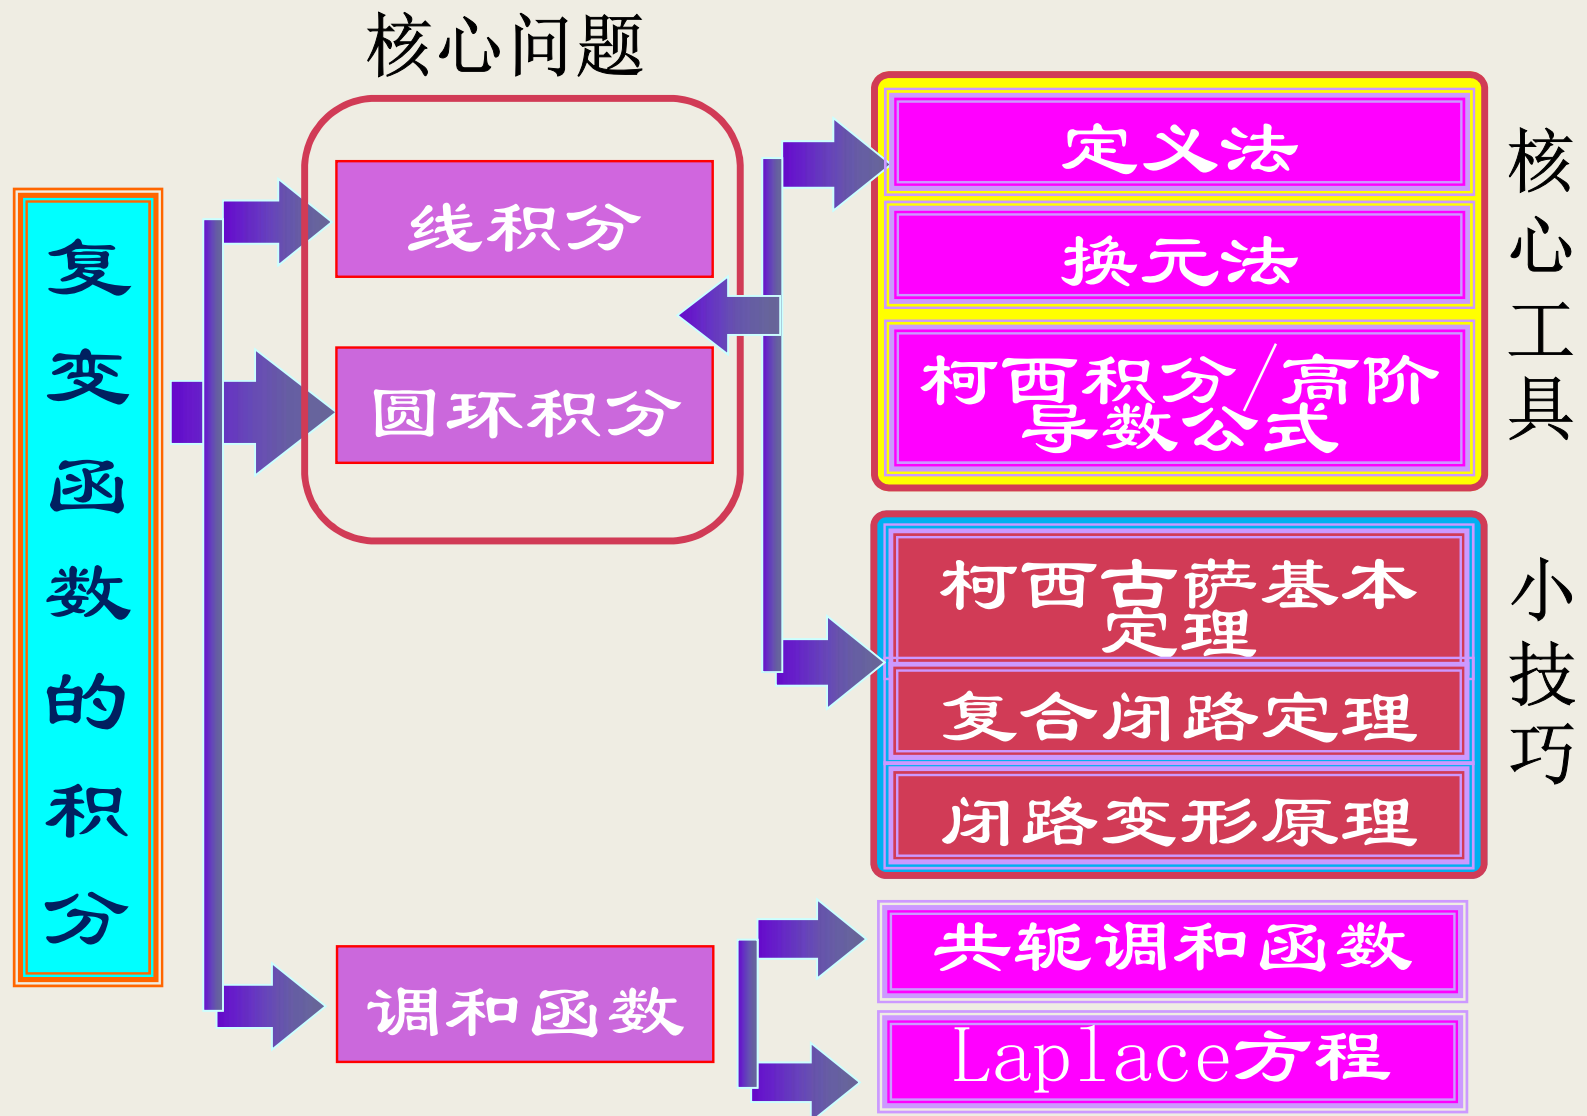 核心问题
复变函数的积分
线积分
圆环积分
调和函数
定义法
换元法
柯西积分/高阶
导数公式
核心工具
柯西古萨基本
定理
复合闭路定理
闭路变形原理
小技巧
共轭调和函数
Laplace方程